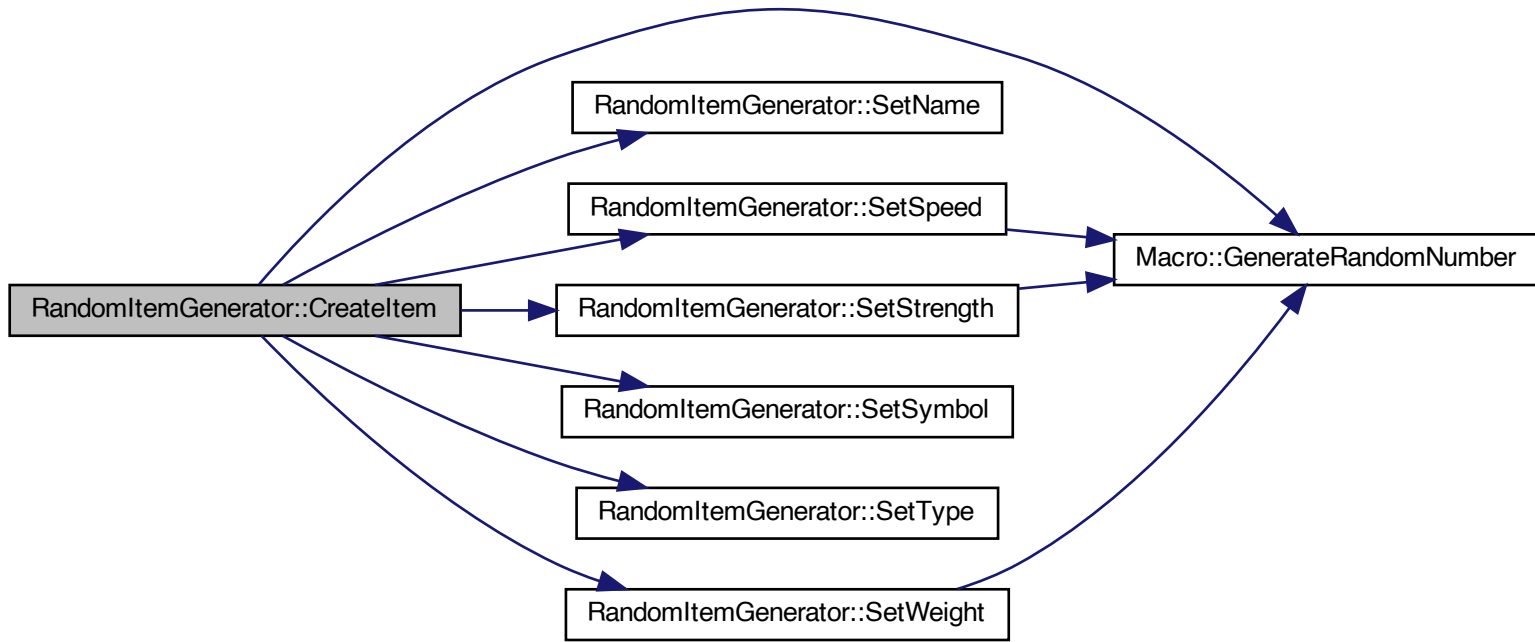 RandomItemGenerator::SetName
RandomItemGenerator::SetSpeed
Macro::GenerateRandomNumber
RandomItemGenerator::CreateItem
RandomItemGenerator::SetStrength
RandomItemGenerator::SetSymbol
RandomItemGenerator::SetType
RandomItemGenerator::SetWeight